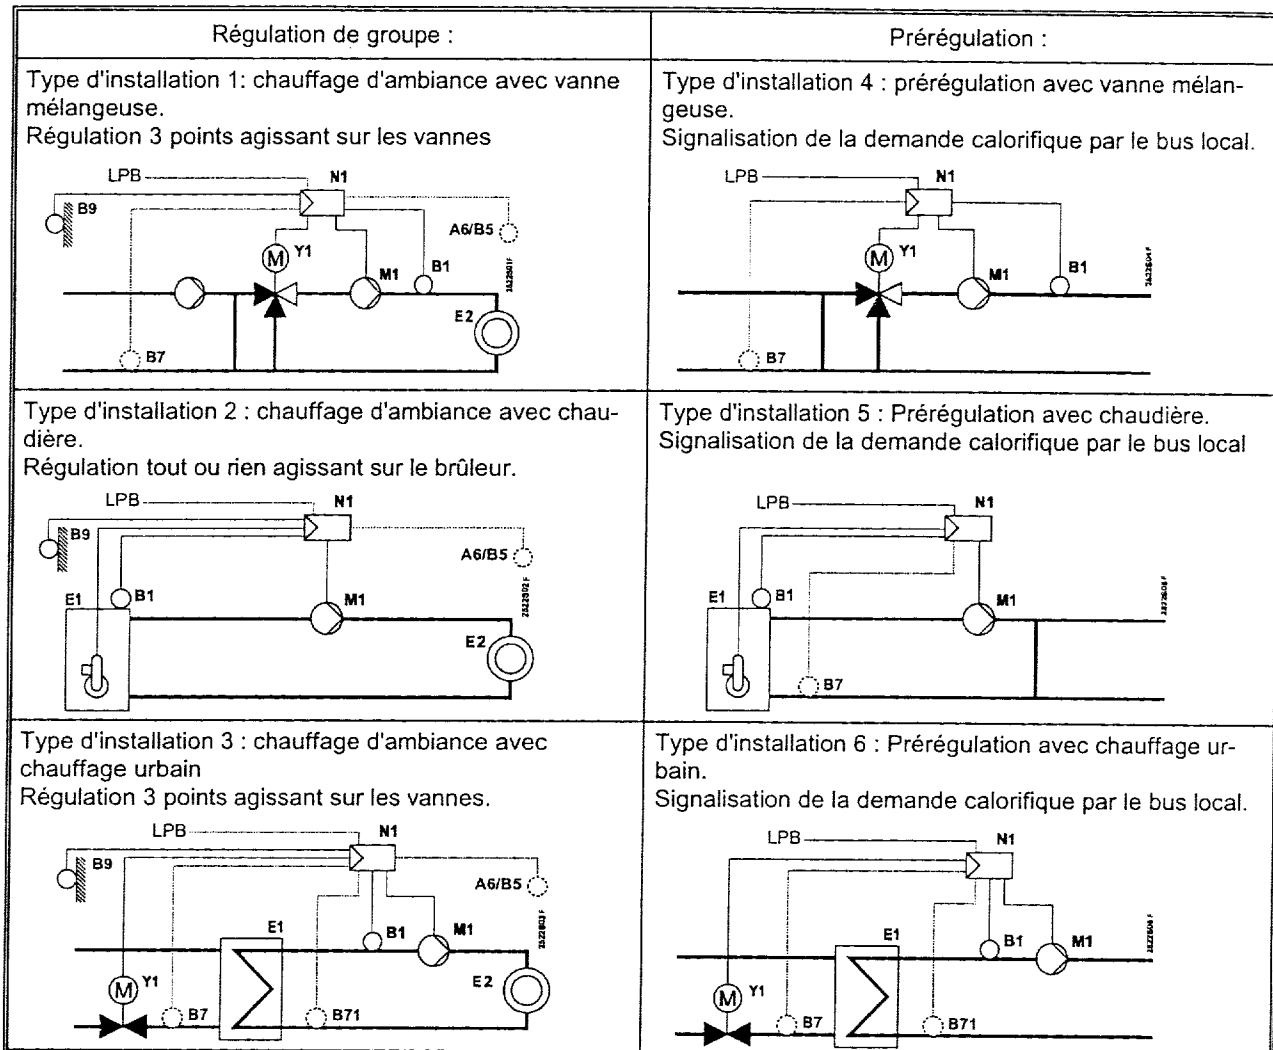 Régulation de groupe :
Prérégulation :
Type d'installation 1: chauffage d'ambiance avec vanne
mélangeuse.
Régulation 3 points agissant sur les vannes
LPB
N1
B9
A6/B5
Y1
M
M1
B1
E2
B7
2522S01F
Type d'installation 4 : prérégulation avec vanne mélan-
geuse.
Signalisation de la demande calorifique par le bus local.
LPB
N1
Y1
M
M1
B1
B7
2522S04F
Type d'installation 2 : chauffage d'ambiance avec chau-
dière.
Régulation tout ou rien agissant sur le brûleur.
LPB
N1
B9
A6/B5
E1
B1
M1
E2
2522S02F
Type d'installation 5 : Prérégulation avec chaudière.
Signalisation de la demande calorifique par le bus local
LPB
N1
E1
B1
M1
B7
Type d'installation 3 : chauffage d'ambiance avec
chauffage urbain
Régulation 3 points agissant sur les vannes.
LPB
N1
B9
A6/B5
E1
B1
M1
Y1
M
E2
B7
B71
2522S03F
Type d'installation 6 : Prérégulation avec chauffage ur-
bain.
Signalisation de la demande calorifique par le bus local.
LPB
N1
E1
B1
M1
Y1
M
B7
B71